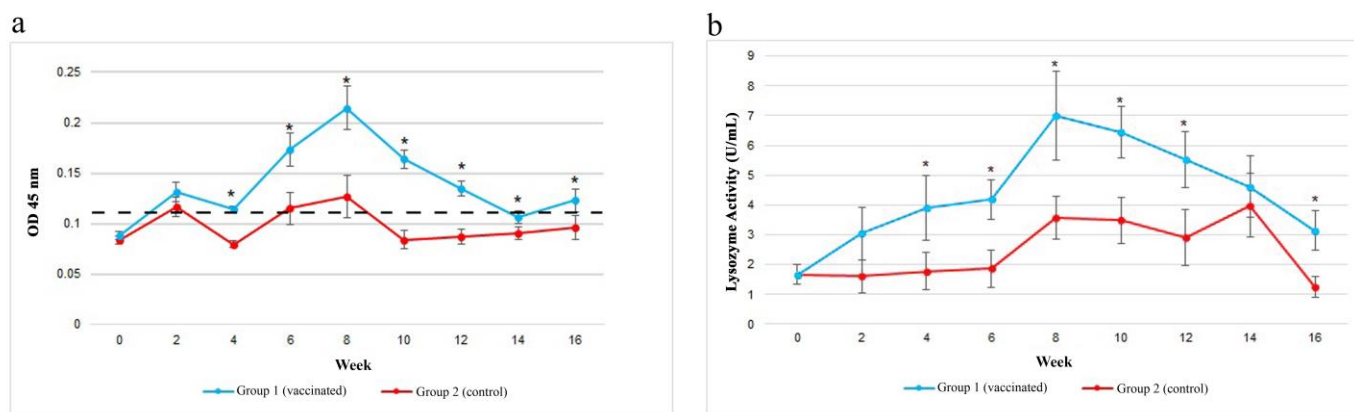 a
OD 45 nm
0.25
0.2
0.15
0.1
0.05
0
* * * * * * *
0 2 4 6 8 10 12 14 16
Week
Group 1 (vaccinated) Group 2 (control)
b
Lysozyme Activity (U/mL)
9
8
7
6
5
4
3
2
1
0
* * * * * *
0 2 4 6 8 10 12 14 16
Week
Group 1 (vaccinated) Group 2 (control)